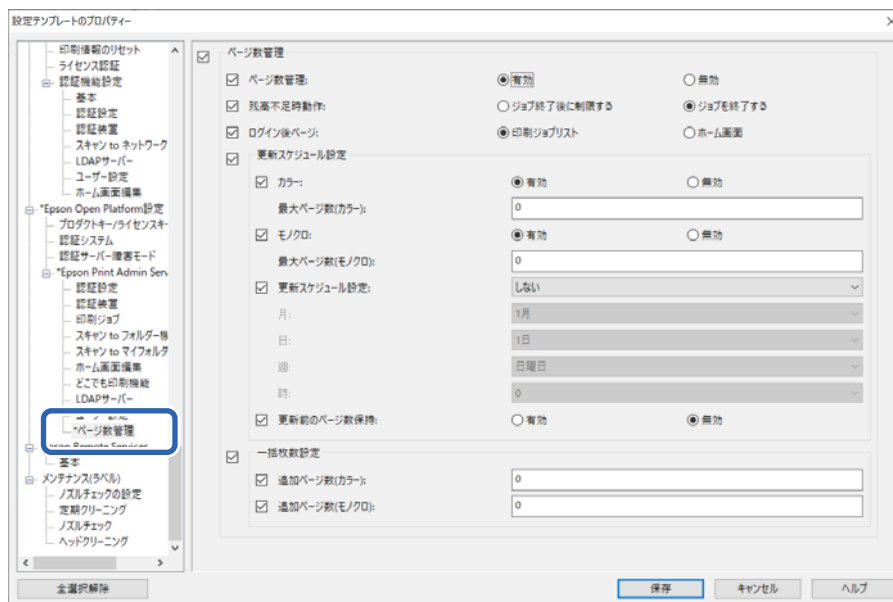 設定テンプレートのプロパティー
印刷情報のリセット
ライセンス認証
認証機能設定
基本
認証設定
認証装置
スキャン to ネットワーク
LDAPサーバー
ユーザー設定
ホーム画面編集
*Epson Open Platform設定
プロダクトキー/ライセンスキ
認証システム
認証サーバー障害モード
*Epson Print Admin Serv
認証設定
認証装置
印刷ジョブ
スキャン to フォルダー機
スキャン to マイフォルダ
ホーム画面編集
どこでも印刷機能
LDAPサーバー
*ページ数管理
Epson Remote Services
基本
メンテナンス(ラベル)
ノズルチェックの設定
定期クリーニング
ノズルチェック
ヘッドクリーニング
ページ数管理
ページ数管理: 有効 無効
残高不足時動作: ジョブ終了後に制限する ジョブを終了する
ログイン後ページ: 印刷ジョブリスト ホーム画面
更新スケジュール設定
カラー: 有効 無効
最大ページ数(カラー): 0
モノクロ: 有効 無効
最大ページ数(モノクロ): 0
更新スケジュール設定: しない
月: 1月
日: 1日
週: 日曜日
時: 0
更新前のページ数保持: 有効 無効
一括枚数設定
追加ページ数(カラー): 0
追加ページ数(モノクロ): 0
全選択解除 保存 キャンセル ヘルプ